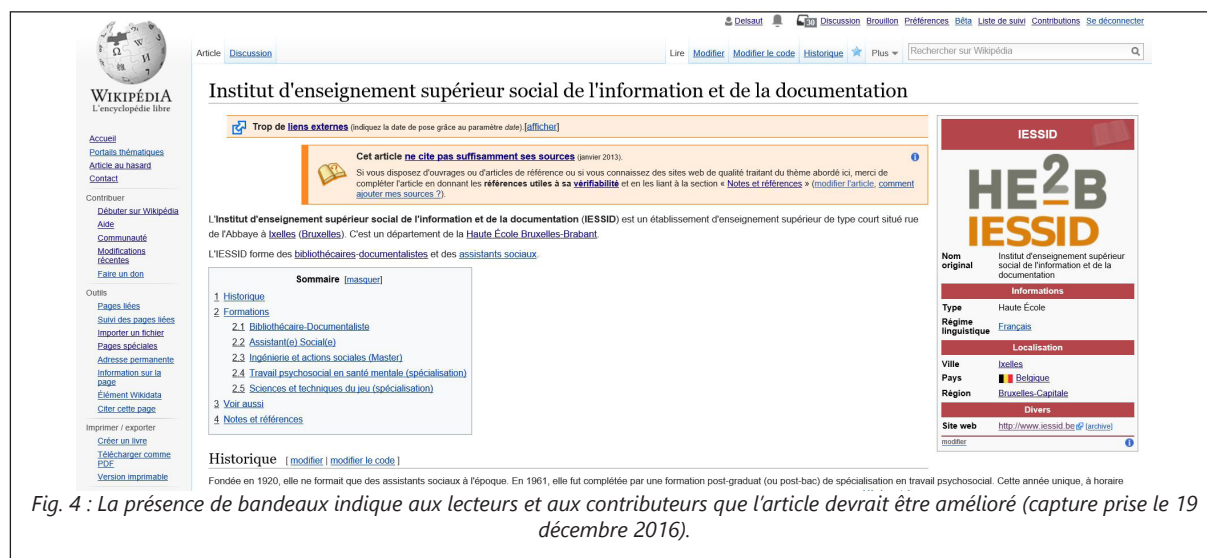 Delsaut 30 Discussion Brouillon Préférences Bêta Liste de suivi Contributions Se déconnecter
Article Discussion Lire Modifier Modifier le code Historique Plus Rechercher sur Wikipédia
WIKIPÉDIA
L'encyclopédie libre
Accueil
Portails thématiques
Article au hasard
Contact
Contribuer
Débuter sur Wikipédia
Aide
Communauté
Modifications
récentes
Faire un don
Outils
Pages liées
Suivi des pages liées
Importer un fichier
Pages spéciales
Adresse permanente
Information sur la
page
Élément Wikidata
Citer cette page
Imprimer / exporter
Créer un livre
Télécharger comme
PDF
Version imprimable
Institut d'enseignement supérieur social de l'information et de la documentation
Trop de liens externes (indiquez la date de pose grâce au paramètre date).[afficher]
Cet article ne cite pas suffisamment ses sources (janvier 2013).
Si vous disposez d'ouvrages ou d'articles de référence ou si vous connaissez des sites web de qualité traitant du thème abordé ici, merci de
compléter l'article en donnant les références utiles à sa vérifiabilité et en les liant à la section « Notes et références » (modifier l'article, comment
ajouter mes sources ?).
L'Institut d'enseignement supérieur social de l'information et de la documentation (IESSID) est un établissement d'enseignement supérieur de type court situé rue
de l'Abbaye à Ixelles (Bruxelles). C'est un département de la Haute École Bruxelles-Brabant.
L'IESSID forme des bibliothécaires-documentalistes et des assistants sociaux.
Sommaire [masquer]
1 Historique
2 Formations
2.1 Bibliothécaire-Documentaliste
2.2 Assistant(e) Social(e)
2.3 Ingénierie et actions sociales (Master)
2.4 Travail psychosocial en santé mentale (spécialisation)
2.5 Sciences et techniques du jeu (spécialisation)
3 Voir aussi
4 Notes et références
Historique [ modifier | modifier le code ]
Fondée en 1920, elle ne formait que des assistants sociaux à l'époque. En 1961, elle fut complétée par une formation post-graduat (ou post-bac) de spécialisation en travail psychosocial. Cette année unique, à horaire
IESSID
HE2B
IESSID
Nom original Institut d'enseignement supérieur
social de l'information et de la
documentation
Informations
Type Haute École
Régime linguistique Français
Localisation
Ville Ixelles
Pays Belgique
Région Bruxelles-Capitale
Divers
Site web http://www.iessid.be [archive]
modifier
Fig. 4 : La présence de bandeaux indique aux lecteurs et aux contributeurs que l'article devrait être amélioré (capture prise le 19
décembre 2016).